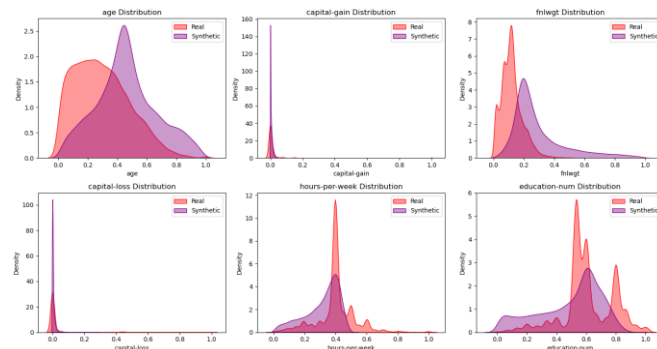 age Distribution
Real
Synthetic
Density
2.5
2.0
1.5
1.0
0.5
0.0
0.0 0.2 0.4 0.6 0.8 1.0
age
capital-gain Distribution
Real
Synthetic
Density
160
140
120
100
80
60
40
20
0
0.0 0.2 0.4 0.6 0.8 1.0
capital-gain
fnlwgt Distribution
Real
Synthetic
Density
8
7
6
5
4
3
2
1
0
0.0 0.2 0.4 0.6 0.8 1.0
fnlwgt
capital-loss Distribution
Real
Synthetic
Density
100
80
60
40
20
0
0.0 0.2 0.4 0.6 0.8 1.0
capital-loss
hours-per-week Distribution
Real
Synthetic
Density
12
10
8
6
4
2
0
0.0 0.2 0.4 0.6 0.8 1.0
hours-per-week
education-num Distribution
Real
Synthetic
Density
6
5
4
3
2
1
0
0.0 0.2 0.4 0.6 0.8 1.0
education-num